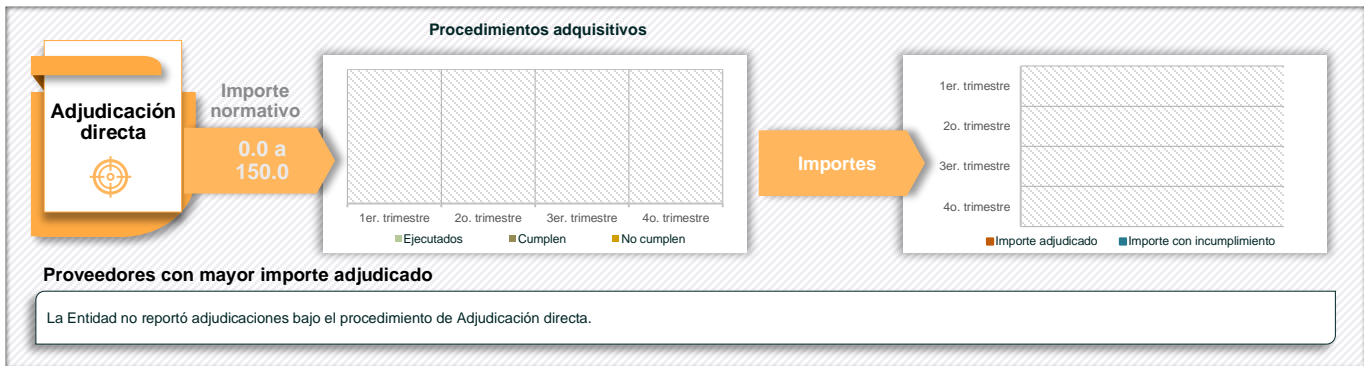 Procedimientos adquisitivos
Adjudicación
directa
Importe
normativo
0.0 a
150.0
1er. trimestre
2o. trimestre
3er. trimestre
4o. trimestre
Ejecutados
Cumplen
No cumplen
Importes
1er. trimestre
2o. trimestre
3er. trimestre
4o. trimestre
Importe adjudicado
Importe con incumplimiento
Proveedores con mayor importe adjudicado
La Entidad no reportó adjudicaciones bajo el procedimiento de Adjudicación directa.